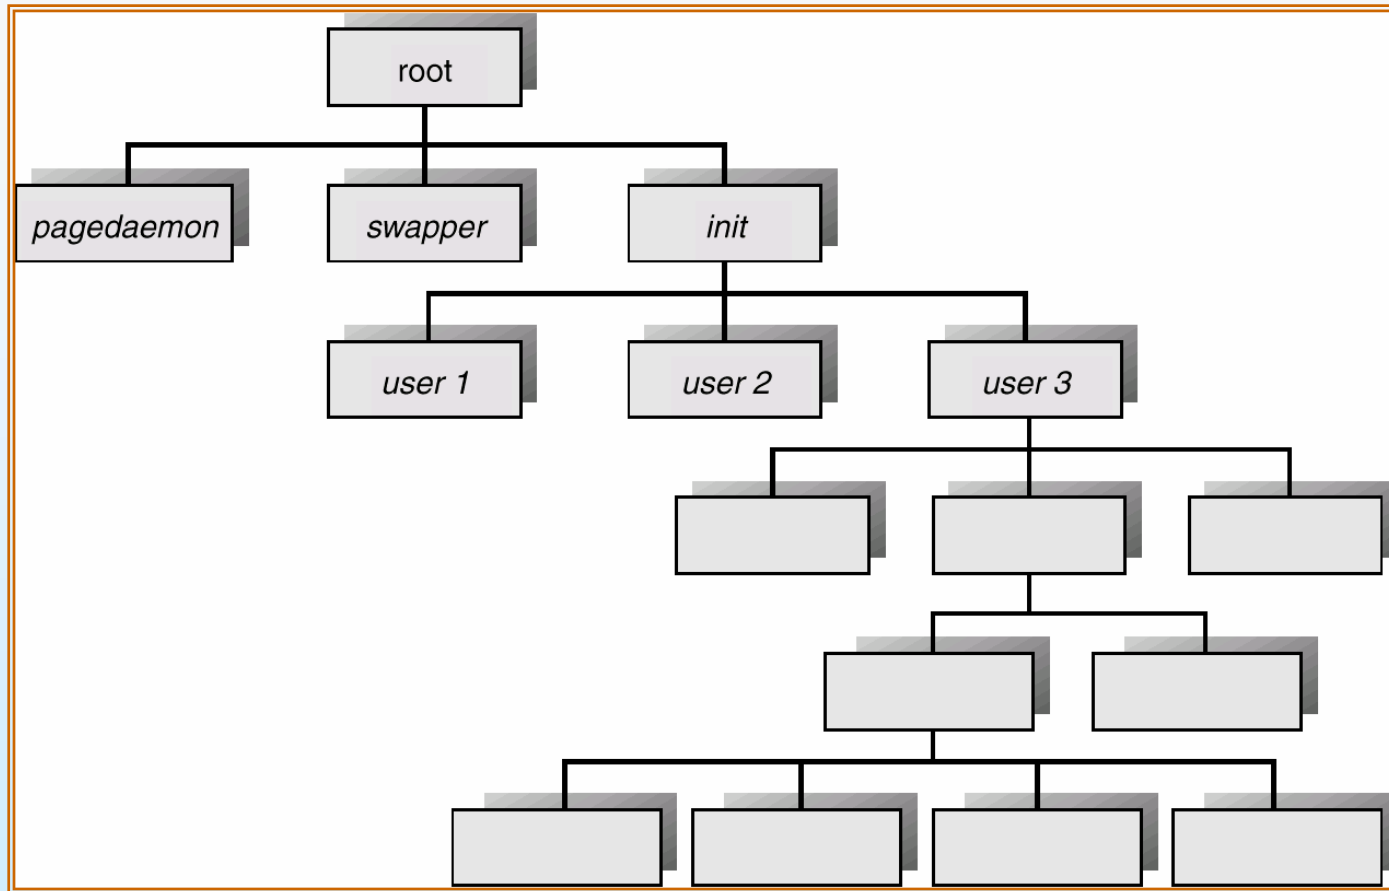 root
pagedaemon
swapper
init
user 1
user 2
user 3